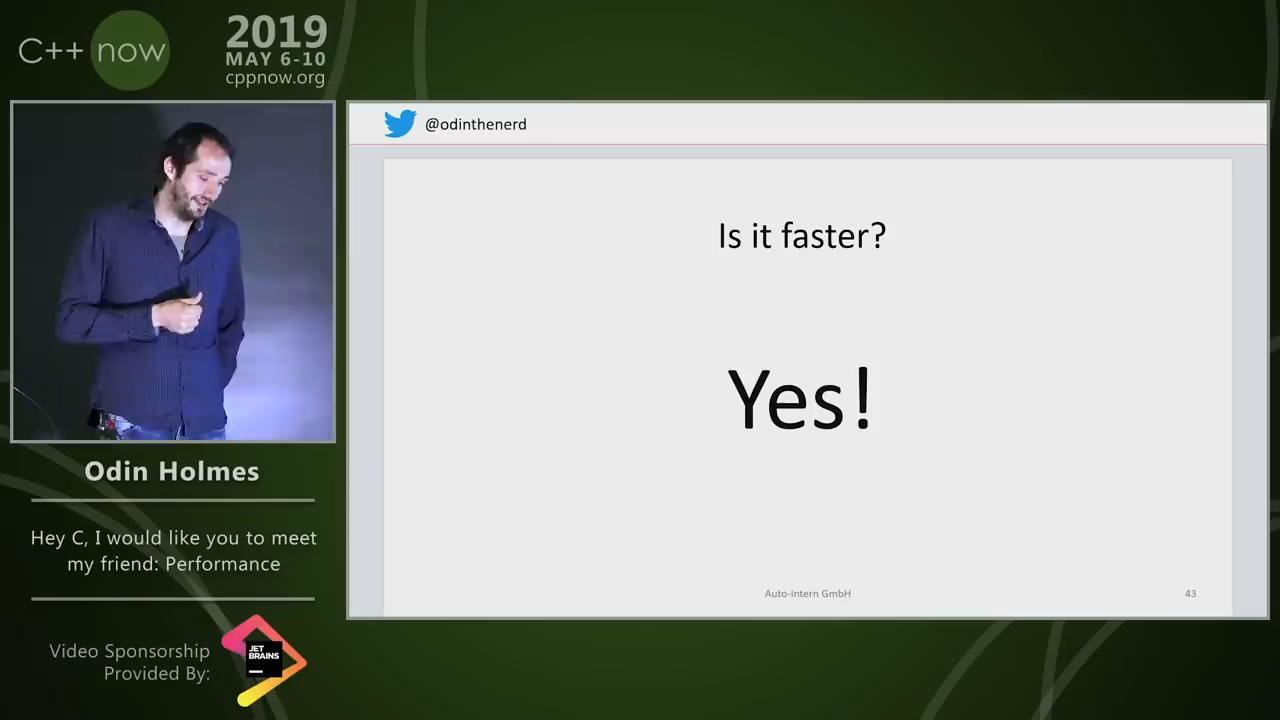 C++ now
2019
MAY 6-10
cppnow.org
@odinthenerd
Is it faster?
Yes!
Auto-Intern GmbH
43
Odin Holmes
Hey C, I would like you to meet
my friend: Performance
Video Sponsorship
Provided By:
JET
BRAINS